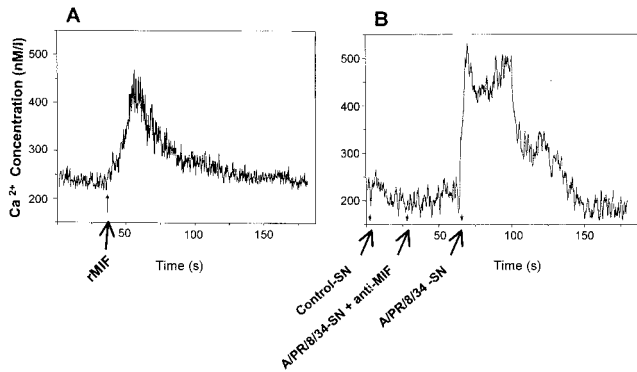 A
B
Ca 2+ Concentration (nM/l)
500
400
300
200
50
100
150
rMIF
Time (s)
500
400
300
200
0
50
100
150
Control-SN
A/PR/8/34-SN + anti-MIF
A/PR/8/34 -SN
Time (s)